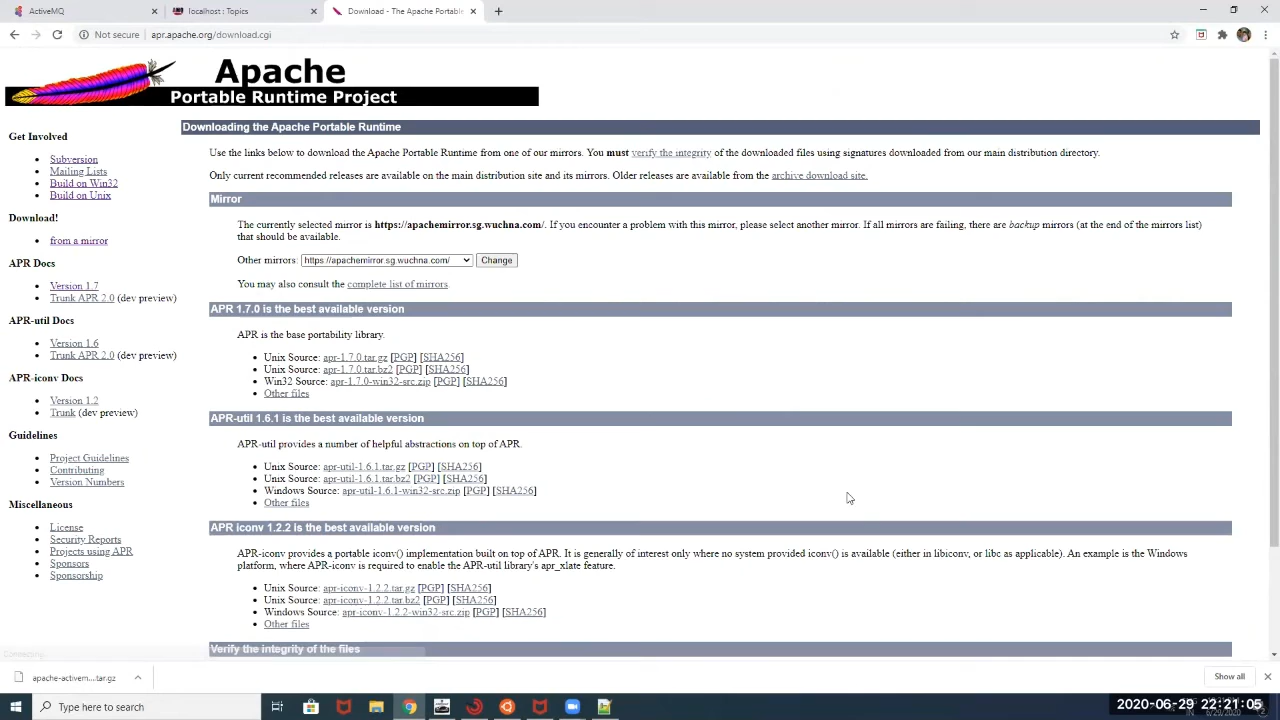 ActiveMQ
localhost : Topics
Download - The Apache Portable
Not secure apr.apache.org/download.cgi
Apache
Portable Runtime Project
Get Involved
Subversion
Mailing Lists
Build on Win32
Build on Unix
Download!
from a mirror
APR Docs
Version 1.7
Trunk APR 2.0 (dev preview)
APR-util Docs
Version 1.6
Trunk APR 2.0 (dev preview)
APR-iconv Docs
Version 1.2
Trunk (dev preview)
Guidelines
Project Guidelines
Contributing
Version Numbers
Miscellaneous
License
Security Reports
Projects using APR
Sponsors
Sponsorship
Downloading the Apache Portable Runtime
Use the links below to download the Apache Portable Runtime from one of our mirrors. You must verify the integrity of the downloaded files using signatures downloaded from our main distribution directory.
Only current recommended releases are available on the main distribution site and its mirrors. Older releases are available from the archive download site.
Mirror
The currently selected mirror is https://apachemirror.sg.wuchna.com/. If you encounter a problem with this mirror, please select another mirror. If all mirrors are failing, there are backup mirrors (at the end of the mirrors list)
that should be available.
Other mirrors: https://apachemirror.sg.wuchna.com/ Change
You may also consult the complete list of mirrors.
APR 1.7.0 is the best available version
APR is the base portability library.
Unix Source: apr-1.7.0.tar.gz [PGP] [SHA256]
Unix Source: apr-1.7.0.tar.bz2 [PGP] [SHA256]
Win32 Source: apr-1.7.0-win32-src.zip [PGP] [SHA256]
Other files
APR-util 1.6.1 is the best available version
APR-util provides a number of helpful abstractions on top of APR.
Unix Source: apr-util-1.6.1.tar.gz [PGP] [SHA256]
Unix Source: apr-util-1.6.1.tar.bz2 [PGP] [SHA256]
Windows Source: apr-util-1.6.1-win32-src.zip [PGP] [SHA256]
Other files
APR iconv 1.2.2 is the best available version
APR-iconv provides a portable iconv() implementation built on top of APR. It is generally of interest only where no system provided iconv() is available (either in libiconv, or libc as applicable). An example is the Windows
platform, where APR-iconv is required to enable the APR-util library's apr_xlate feature.
Unix Source: apr-iconv-1.2.2.tar.gz [PGP] [SHA256]
Unix Source: apr-iconv-1.2.2.tar.bz2 [PGP] [SHA256]
Windows Source: apr-iconv-1.2.2-win32-src.zip [PGP] [SHA256]
Other files
Verify the integrity of the files
Connecting...
apache-activem....tar.gz
Show all
Type here to search
2020-06-29 22:21:05
6/29/2020